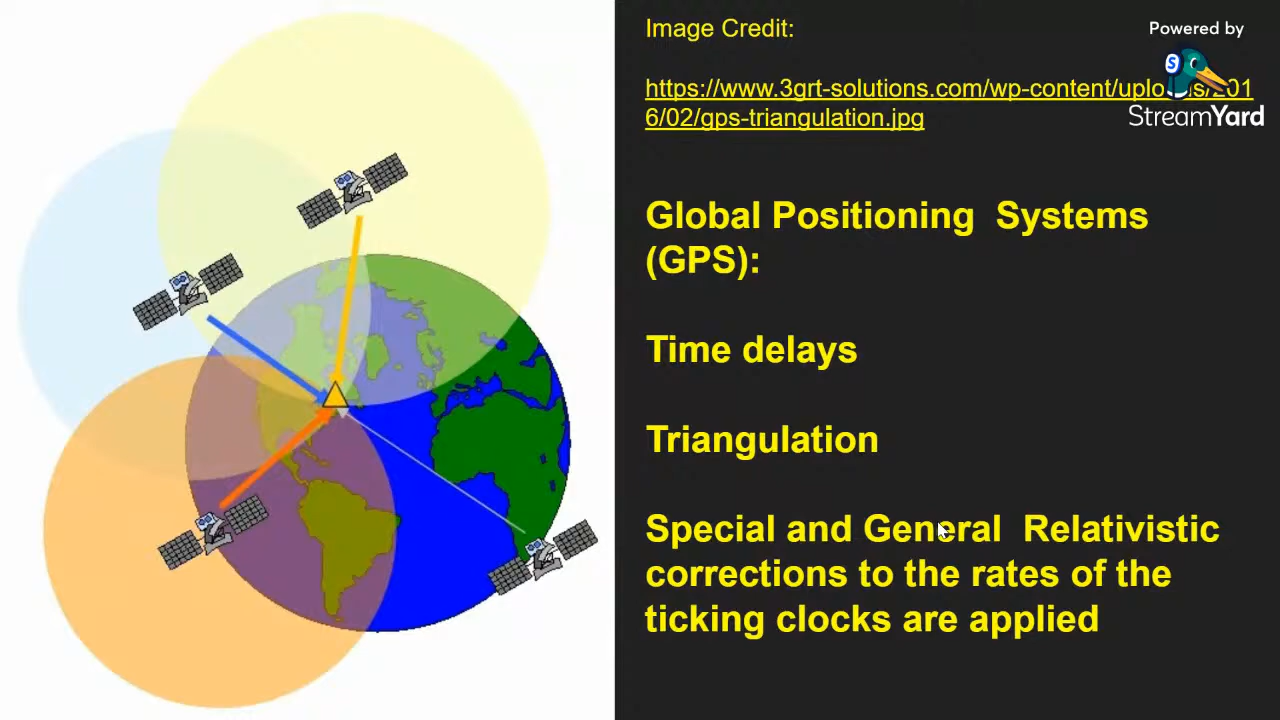 Image Credit:
Powered by
https://www.3grt-solutions.com/wp-content/uploads/201
6/02/gps-triangulation.jpg
StreamYard
Global Positioning Systems
(GPS):
Time delays
Triangulation
Special and General Relativistic
corrections to the rates of the
ticking clocks are applied